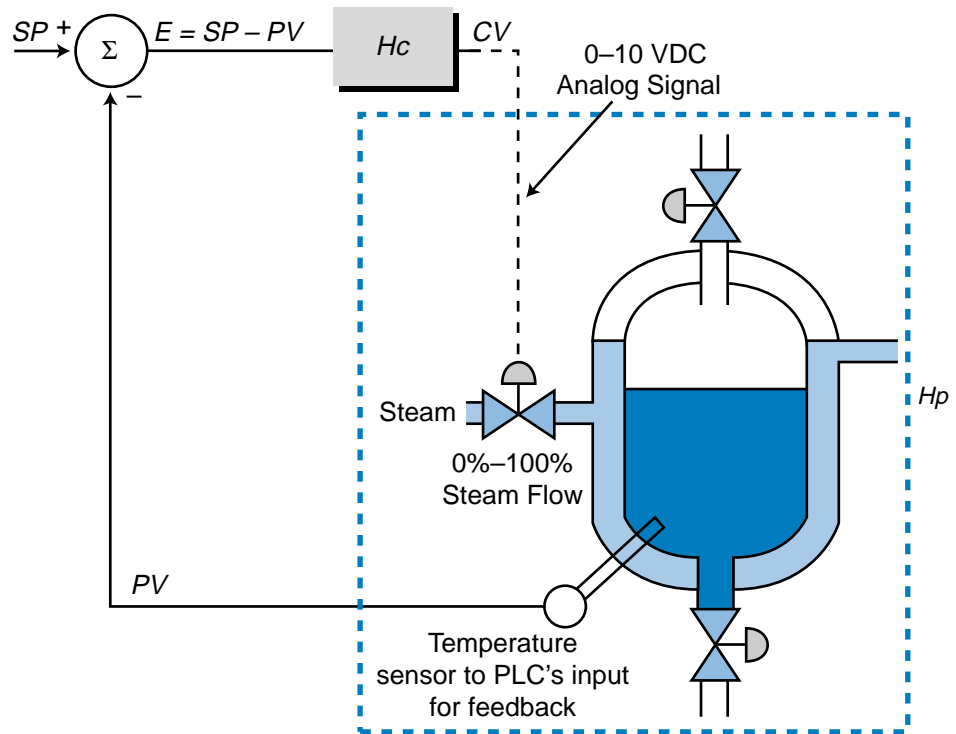 SP + Σ – E = SP – PV Hc CV
0–10 VDC
Analog Signal
Steam
0%–100%
Steam Flow
Hp
PV
Temperature
sensor to PLC's input
for feedback